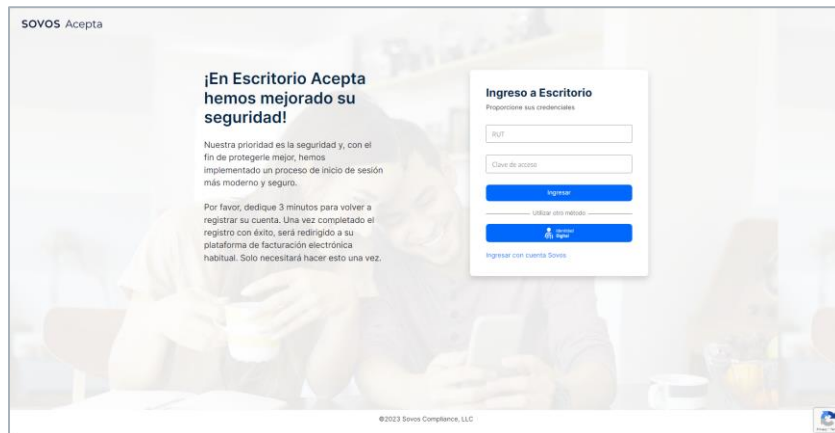 SOVOS Acepta
¡En Escritorio Acepta
hemos mejorado su
seguridad!
Nuestra prioridad es la seguridad y, con el
fin de protegerle mejor, hemos
implementado un proceso de inicio de sesión
más moderno y seguro.
Por favor, dedique 3 minutos para volver a
registrar su cuenta. Una vez completado el
registro con éxito, será redirigido a su
plataforma de facturación electrónica
habitual. Solo necesitará hacer esto una vez.
Ingreso a Escritorio
Proporcione sus credenciales
RUT
Clave de acceso
Ingresar
Utilizar otro método
Identidad
Digital
Ingresar con cuenta Sovos
©2023 Sovos Compliance, LLC